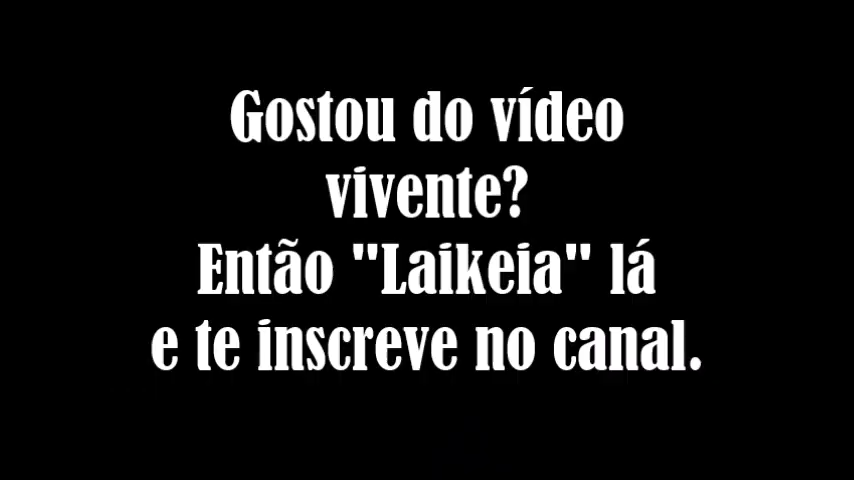 Gostou do vídeo
vivente?
Então "Laikeia" lá
e te inscreve no canal.